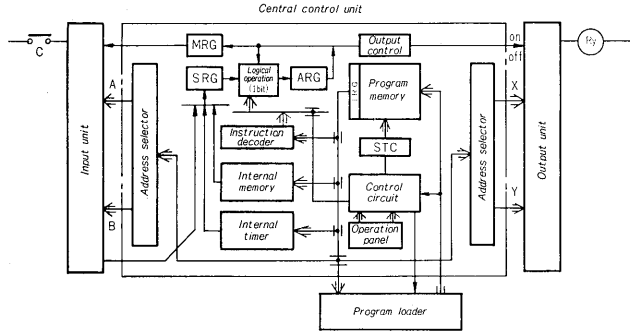 Central control unit
C
Input unit
A
B
Address selector
MRG
SRG
Logical
operation
(1bit)
ARG
Output
control
IRG
Program
memory
Instruction
decoder
STC
Internal
memory
Control
circuit
Internal
timer
Operation
panel
Address selector
X
Y
on
off
Output unit
Ry
Program loader